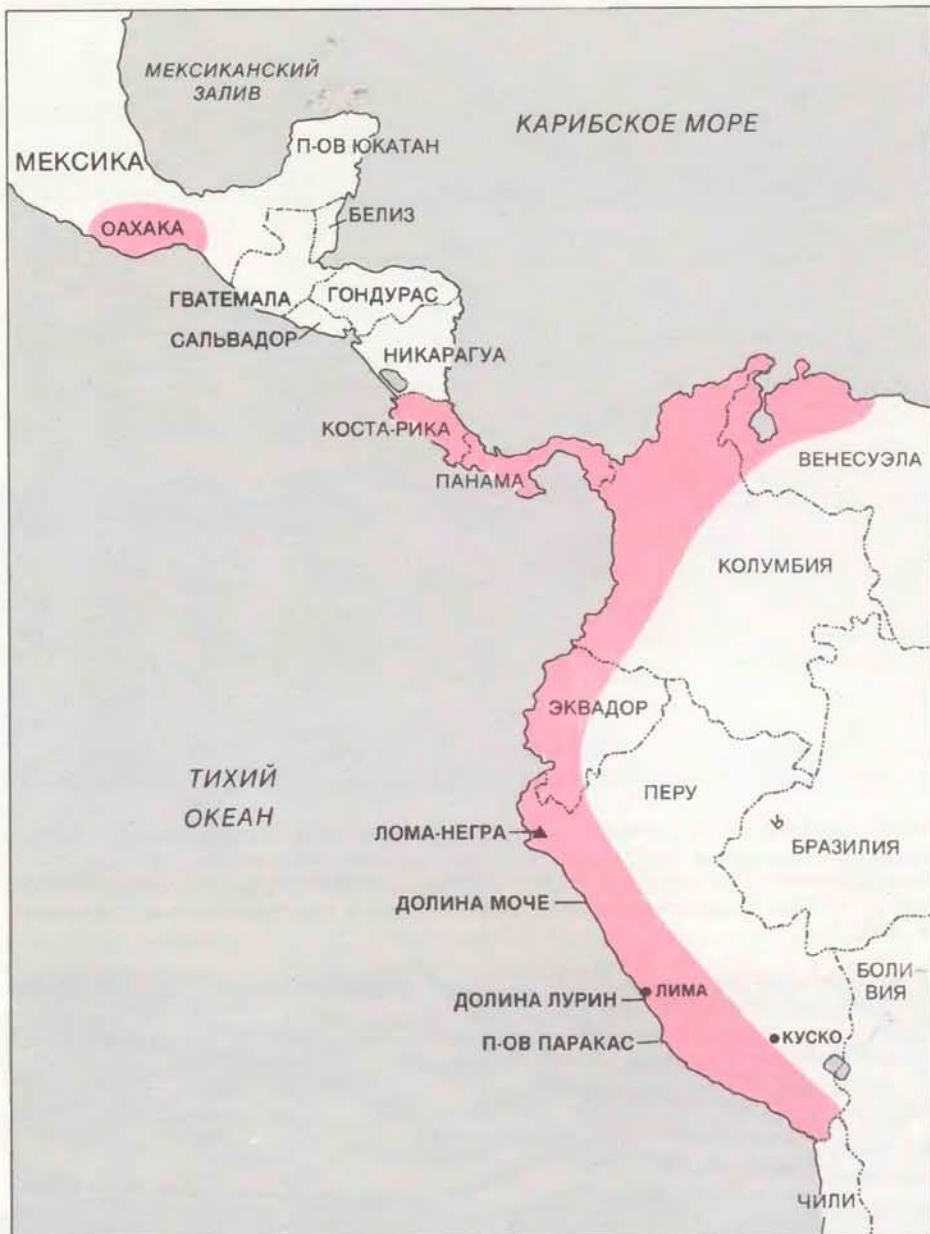 МЕКСИКАНСКИЙ
ЗАЛИВ
КАРИБСКОЕ МОРЕ
П-ОВ ЮКАТАН
МЕКСИКА
БЕЛИЗ
ОАХАКА
ГВАТЕМАЛА
ГОНДУРАС
САЛЬВАДОР
НИКАРАГУА
КОСТА-РИКА
ВЕНЕСУЭЛА
ПАНАМА
КОЛУМБИЯ
ЭКВАДОР
ТИХИЙ
ОКЕАН
ПЕРУ
ЛОМА-НЕГРА
БРАЗИЛИЯ
ДОЛИНА МОЧЕ
БОЛИ-
ВИЯ
ЛИМА
ДОЛИНА ЛУРИН
П-ОВ ПАРАКАС
КУСКО
ЧИЛИ